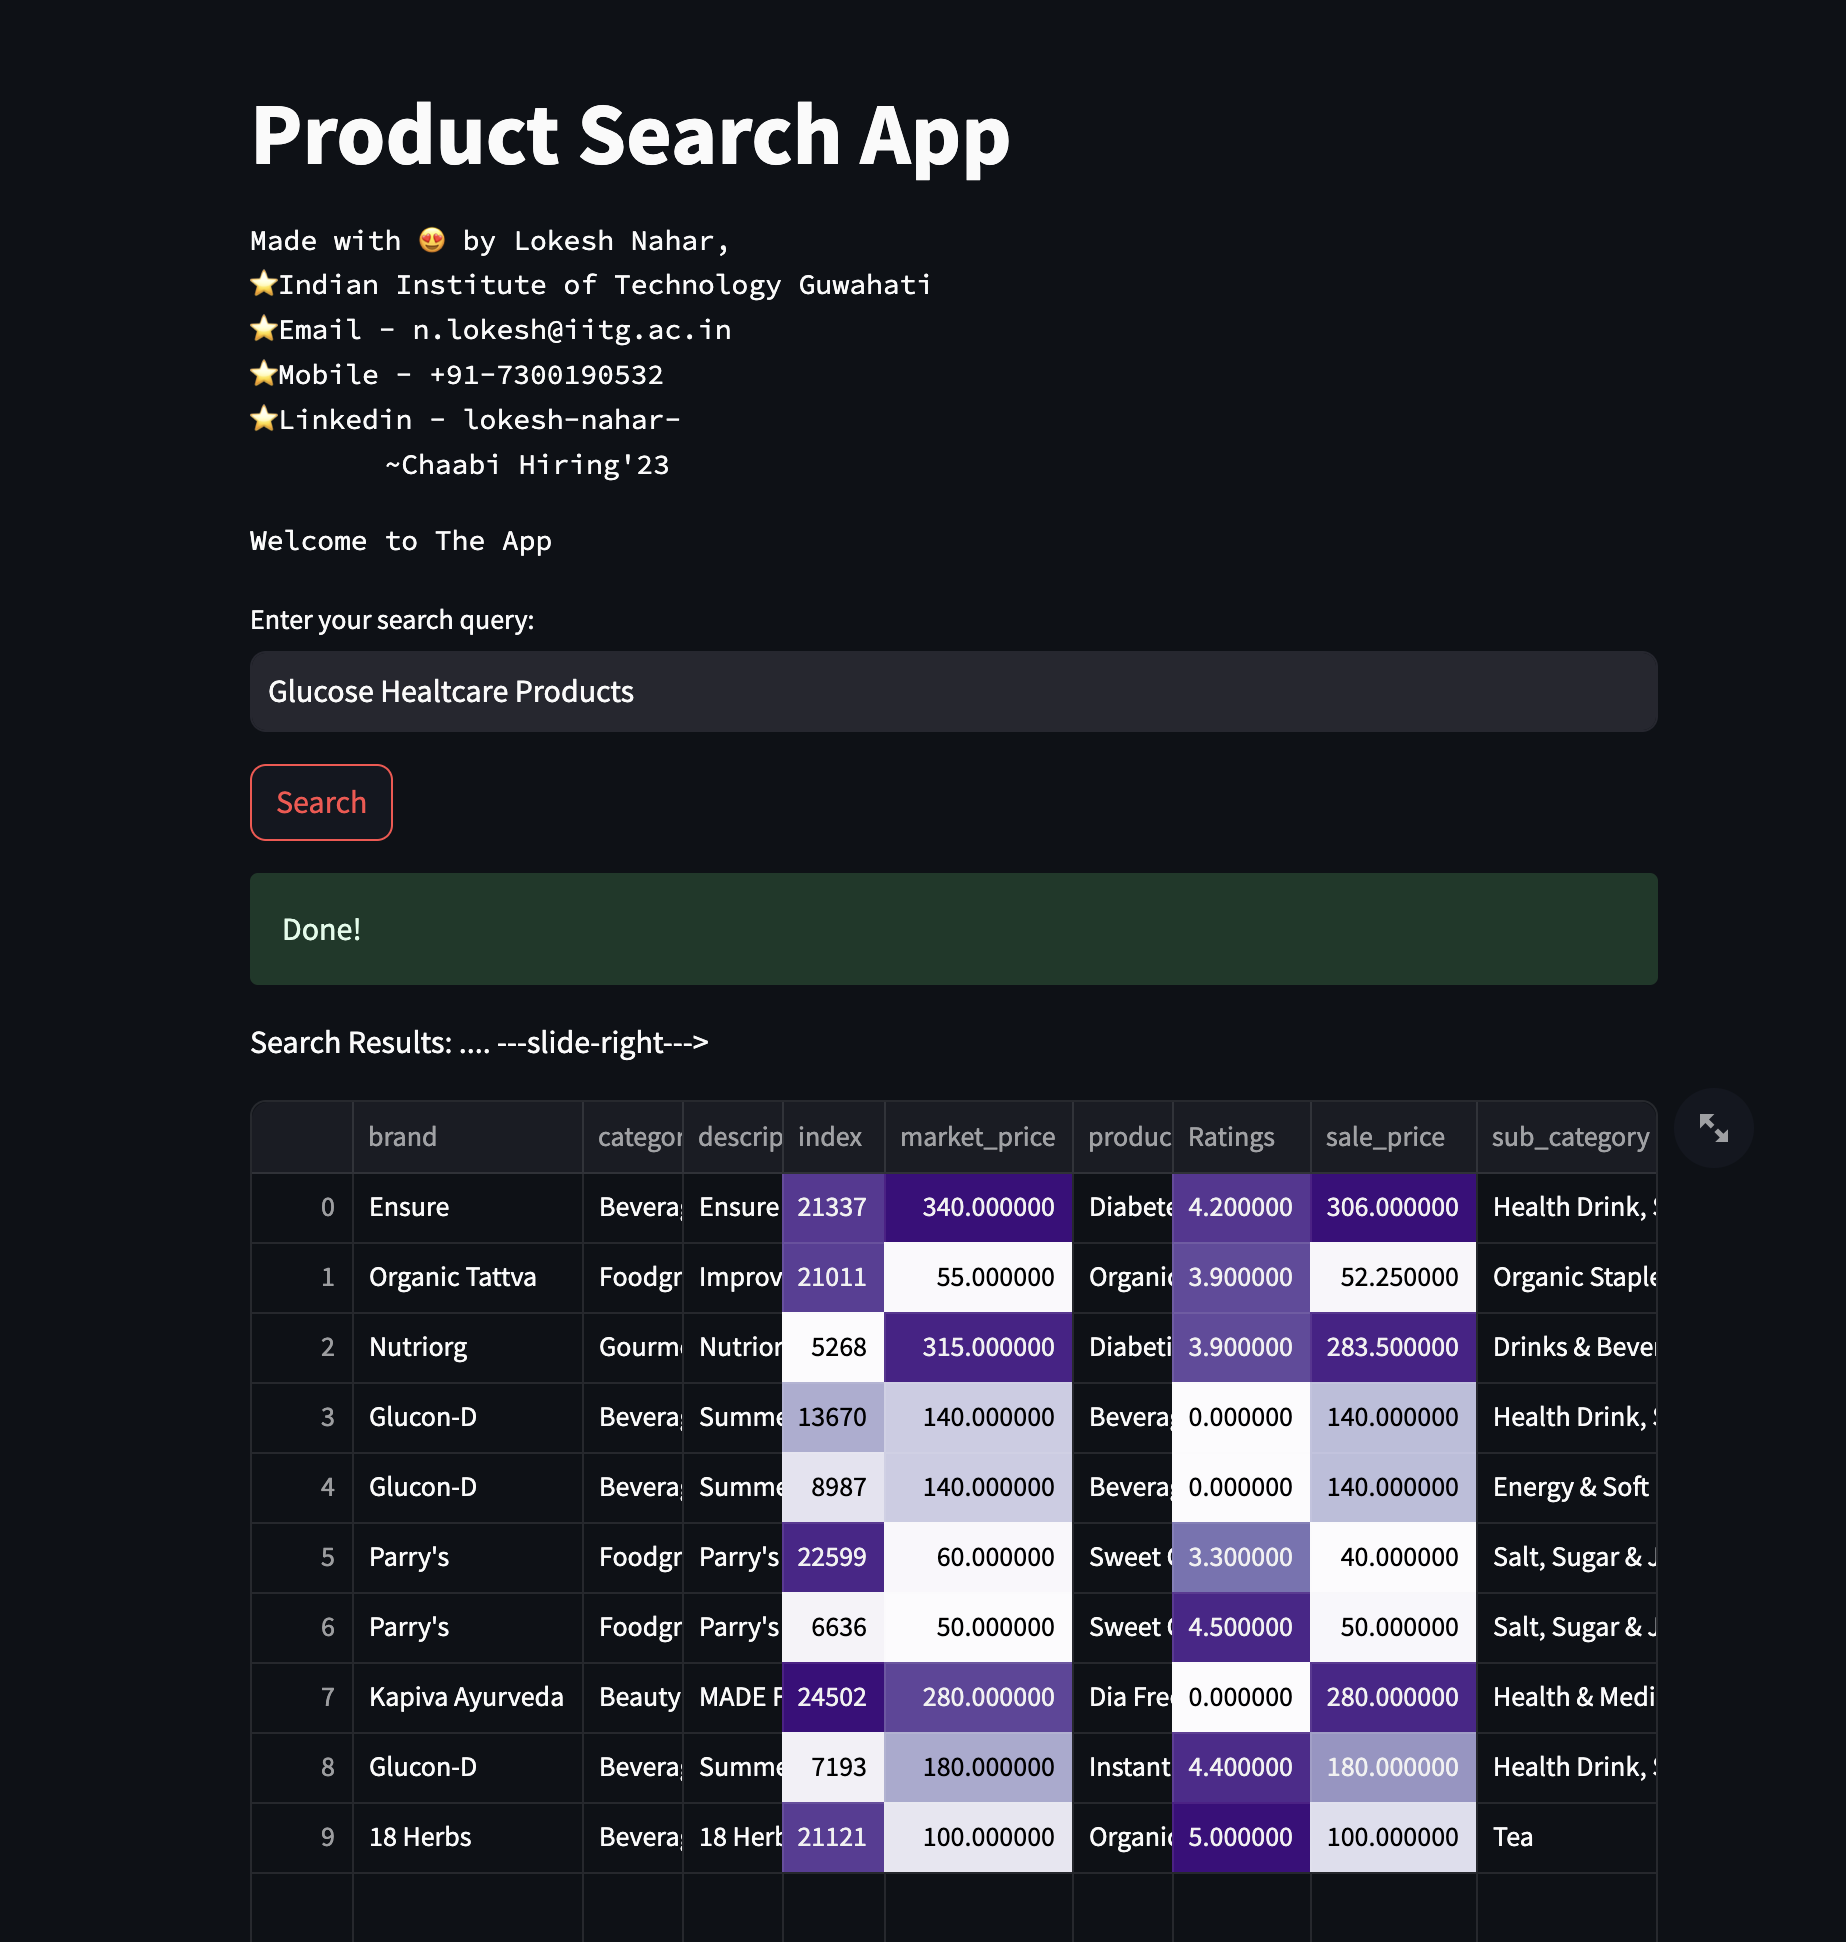 Product Search App
Made with 😍 by Lokesh Nahar,
⭐Indian Institute of Technology Guwahati
⭐Email - n.lokesh@iitg.ac.in
⭐Mobile - +91-7300190532
⭐Linkedin - lokesh-nahar-
~Chaabi Hiring'23
Welcome to The App
Enter your search query:
Glucose Healtcare Products
Search
Done!
Search Results: .... ---slide-right--->
brand categor descrip index market_price produc Ratings sale_price sub_category
0 Ensure Bevera Ensure 21337 340.000000 Diabete 4.200000 306.000000 Health Drink,
1 Organic Tattva Foodgr Improv 21011 55.000000 Organic 3.900000 52.250000 Organic Staple
2 Nutriorg Gourme Nutrior 5268 315.000000 Diabeti 3.900000 283.500000 Drinks & Bever
3 Glucon-D Bevera Summe 13670 140.000000 Bevera 0.000000 140.000000 Health Drink,
4 Glucon-D Bevera Summe 8987 140.000000 Bevera 0.000000 140.000000 Energy & Soft
5 Parry's Foodgr Parry's 22599 60.000000 Sweet 3.300000 40.000000 Salt, Sugar & J
6 Parry's Foodgr Parry's 6636 50.000000 Sweet 4.500000 50.000000 Salt, Sugar & J
7 Kapiva Ayurveda Beauty MADE F 24502 280.000000 Dia Fre 0.000000 280.000000 Health & Medi
8 Glucon-D Bevera Summe 7193 180.000000 Instant 4.400000 180.000000 Health Drink,
9 18 Herbs Bevera 18 Herb 21121 100.000000 Organic 5.000000 100.000000 Tea